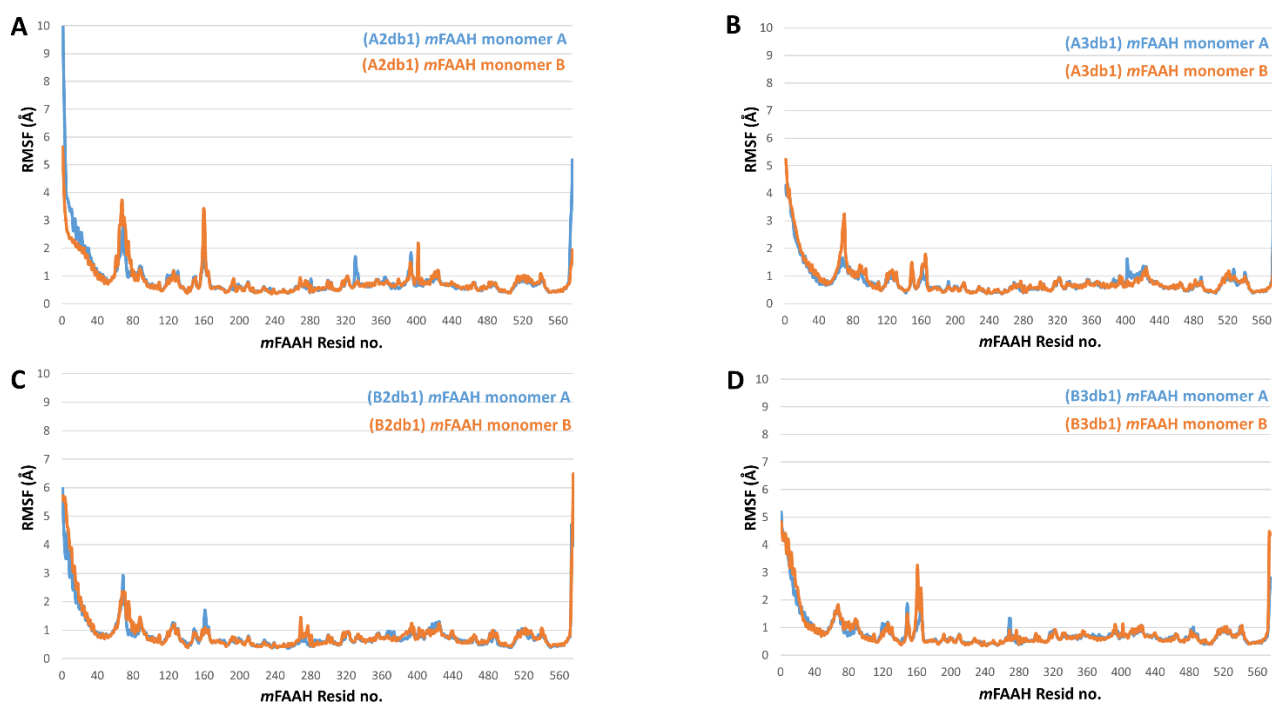 A
(A2db1) mFAAH monomer A
(A2db1) mFAAH monomer B
RMSF (Å)
10
9
8
7
6
5
4
3
2
1
0
0 40 80 120 160 200 240 280 320 360 400 440 480 520 560
mFAAH Resid no.
B
(A3db1) mFAAH monomer A
(A3db1) mFAAH monomer B
RMSF (Å)
10
9
8
7
6
5
4
3
2
1
0
0 40 80 120 160 200 240 280 320 360 400 440 480 520 560
mFAAH Resid no.
C
(B2db1) mFAAH monomer A
(B2db1) mFAAH monomer B
RMSF (Å)
10
9
8
7
6
5
4
3
2
1
0
0 40 80 120 160 200 240 280 320 360 400 440 480 520 560
mFAAH Resid no.
D
(B3db1) mFAAH monomer A
(B3db1) mFAAH monomer B
RMSF (Å)
10
9
8
7
6
5
4
3
2
1
0
0 40 80 120 160 200 240 280 320 360 400 440 480 520 560
mFAAH Resid no.